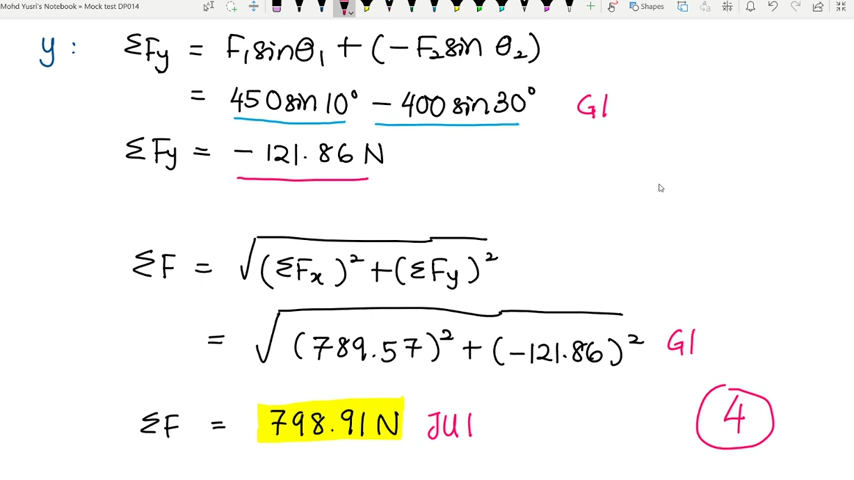 Mohd Yusri's Notebook » Mock test DP014
Shapes
y: ΣFy = F₁sinθ₁ + (−F₂sin θ₂)
= 450sin 10° − 400 sin 30° G1
ΣFy = − 121.86 N
ΣF = √(ΣFx)² + (ΣFy)²
= √(789.57)² + (−121.86)² G1
ΣF = 798.91 N JU1
4